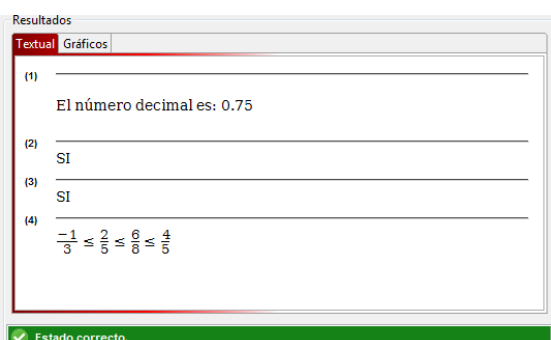 Resultados
Textual Gráficos
(1)
El número decimal es: 0.75
(2)
SI
(3)
SI
(4)
-1/3 ≤ 2/5 ≤ 6/8 ≤ 4/5
Estado correcto.